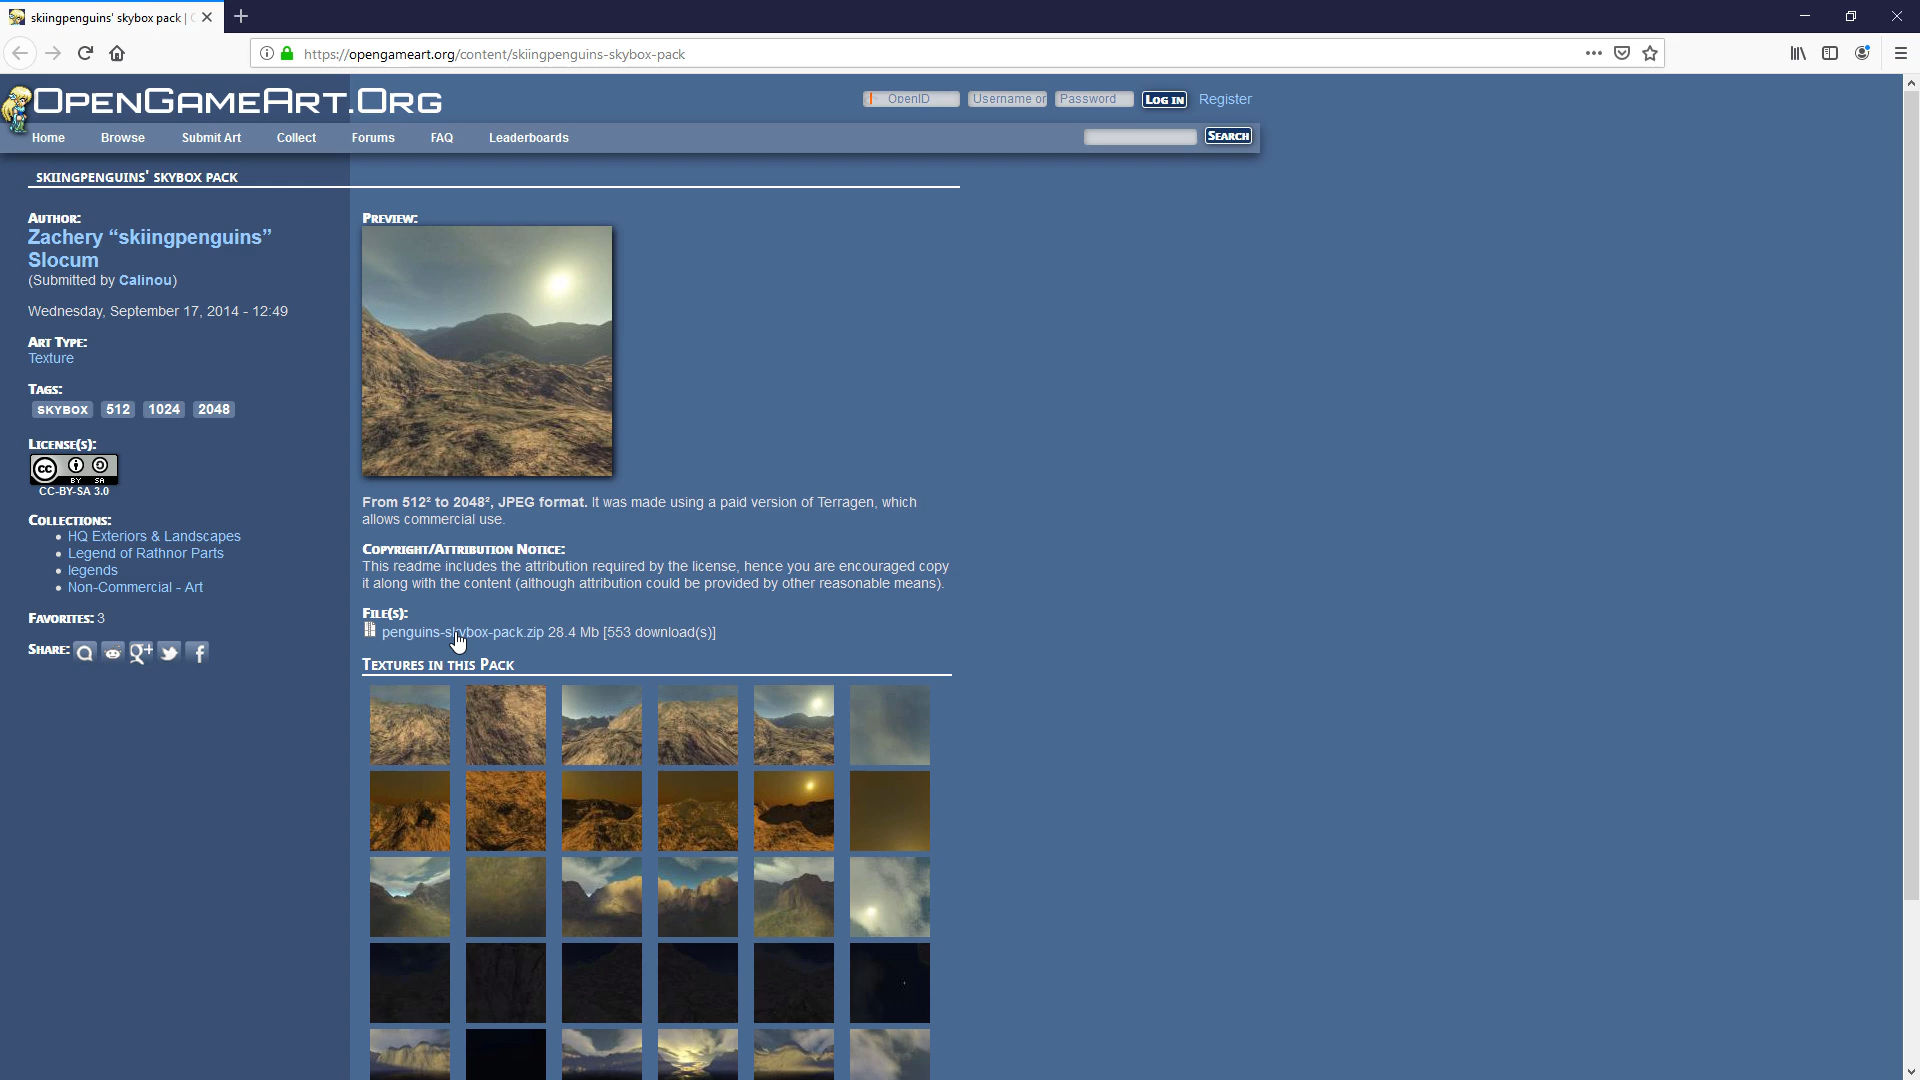 skiingpenguins' skybox pack |
https://opengameart.org/content/skiingpenguins-skybox-pack
OpenGameArt.Org
OpenID
Username or
Password
Log in
Register
Home
Browse
Submit Art
Collect
Forums
FAQ
Leaderboards
Search
skiingpenguins' skybox pack
Author:
Zachery “skiingpenguins”
Slocum
(Submitted by Calinou)
Wednesday, September 17, 2014 - 12:49
Art Type:
Texture
Tags:
SKYBOX 512 1024 2048
License(s):
cc BY SA
CC-BY-SA 3.0
Collections:
HQ Exteriors & Landscapes
Legend of Rathnor Parts
legends
Non-Commercial - Art
Favorites: 3
Share:
Preview:
From 512² to 2048², JPEG format. It was made using a paid version of Terragen, which
allows commercial use.
Copyright/Attribution Notice:
This readme includes the attribution required by the license, hence you are encouraged copy
it along with the content (although attribution could be provided by other reasonable means).
File(s):
penguins-skybox-pack.zip 28.4 Mb [553 download(s)]
Textures in this Pack